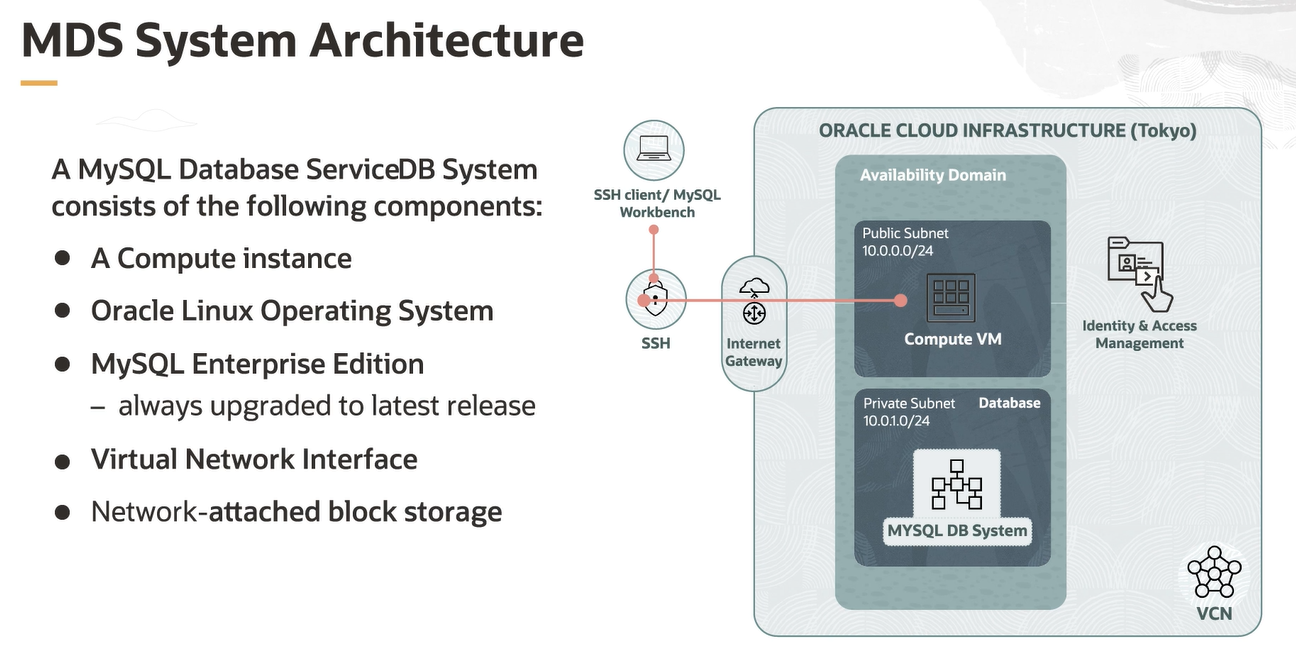 MDS System Architecture
A MySQL Database ServiceDB System
consists of the following components:
● A Compute instance
● Oracle Linux Operating System
● MySQL Enterprise Edition
– always upgraded to latest release
● Virtual Network Interface
● Network-attached block storage
SSH client/ MySQL
Workbench
SSH
Internet
Gateway
ORACLE CLOUD INFRASTRUCTURE (Tokyo)
Availability Domain
Public Subnet
10.0.0.0/24
Compute VM
Private Subnet Database
10.0.1.0/24
MYSQL DB System
Identity & Access
Management
VCN